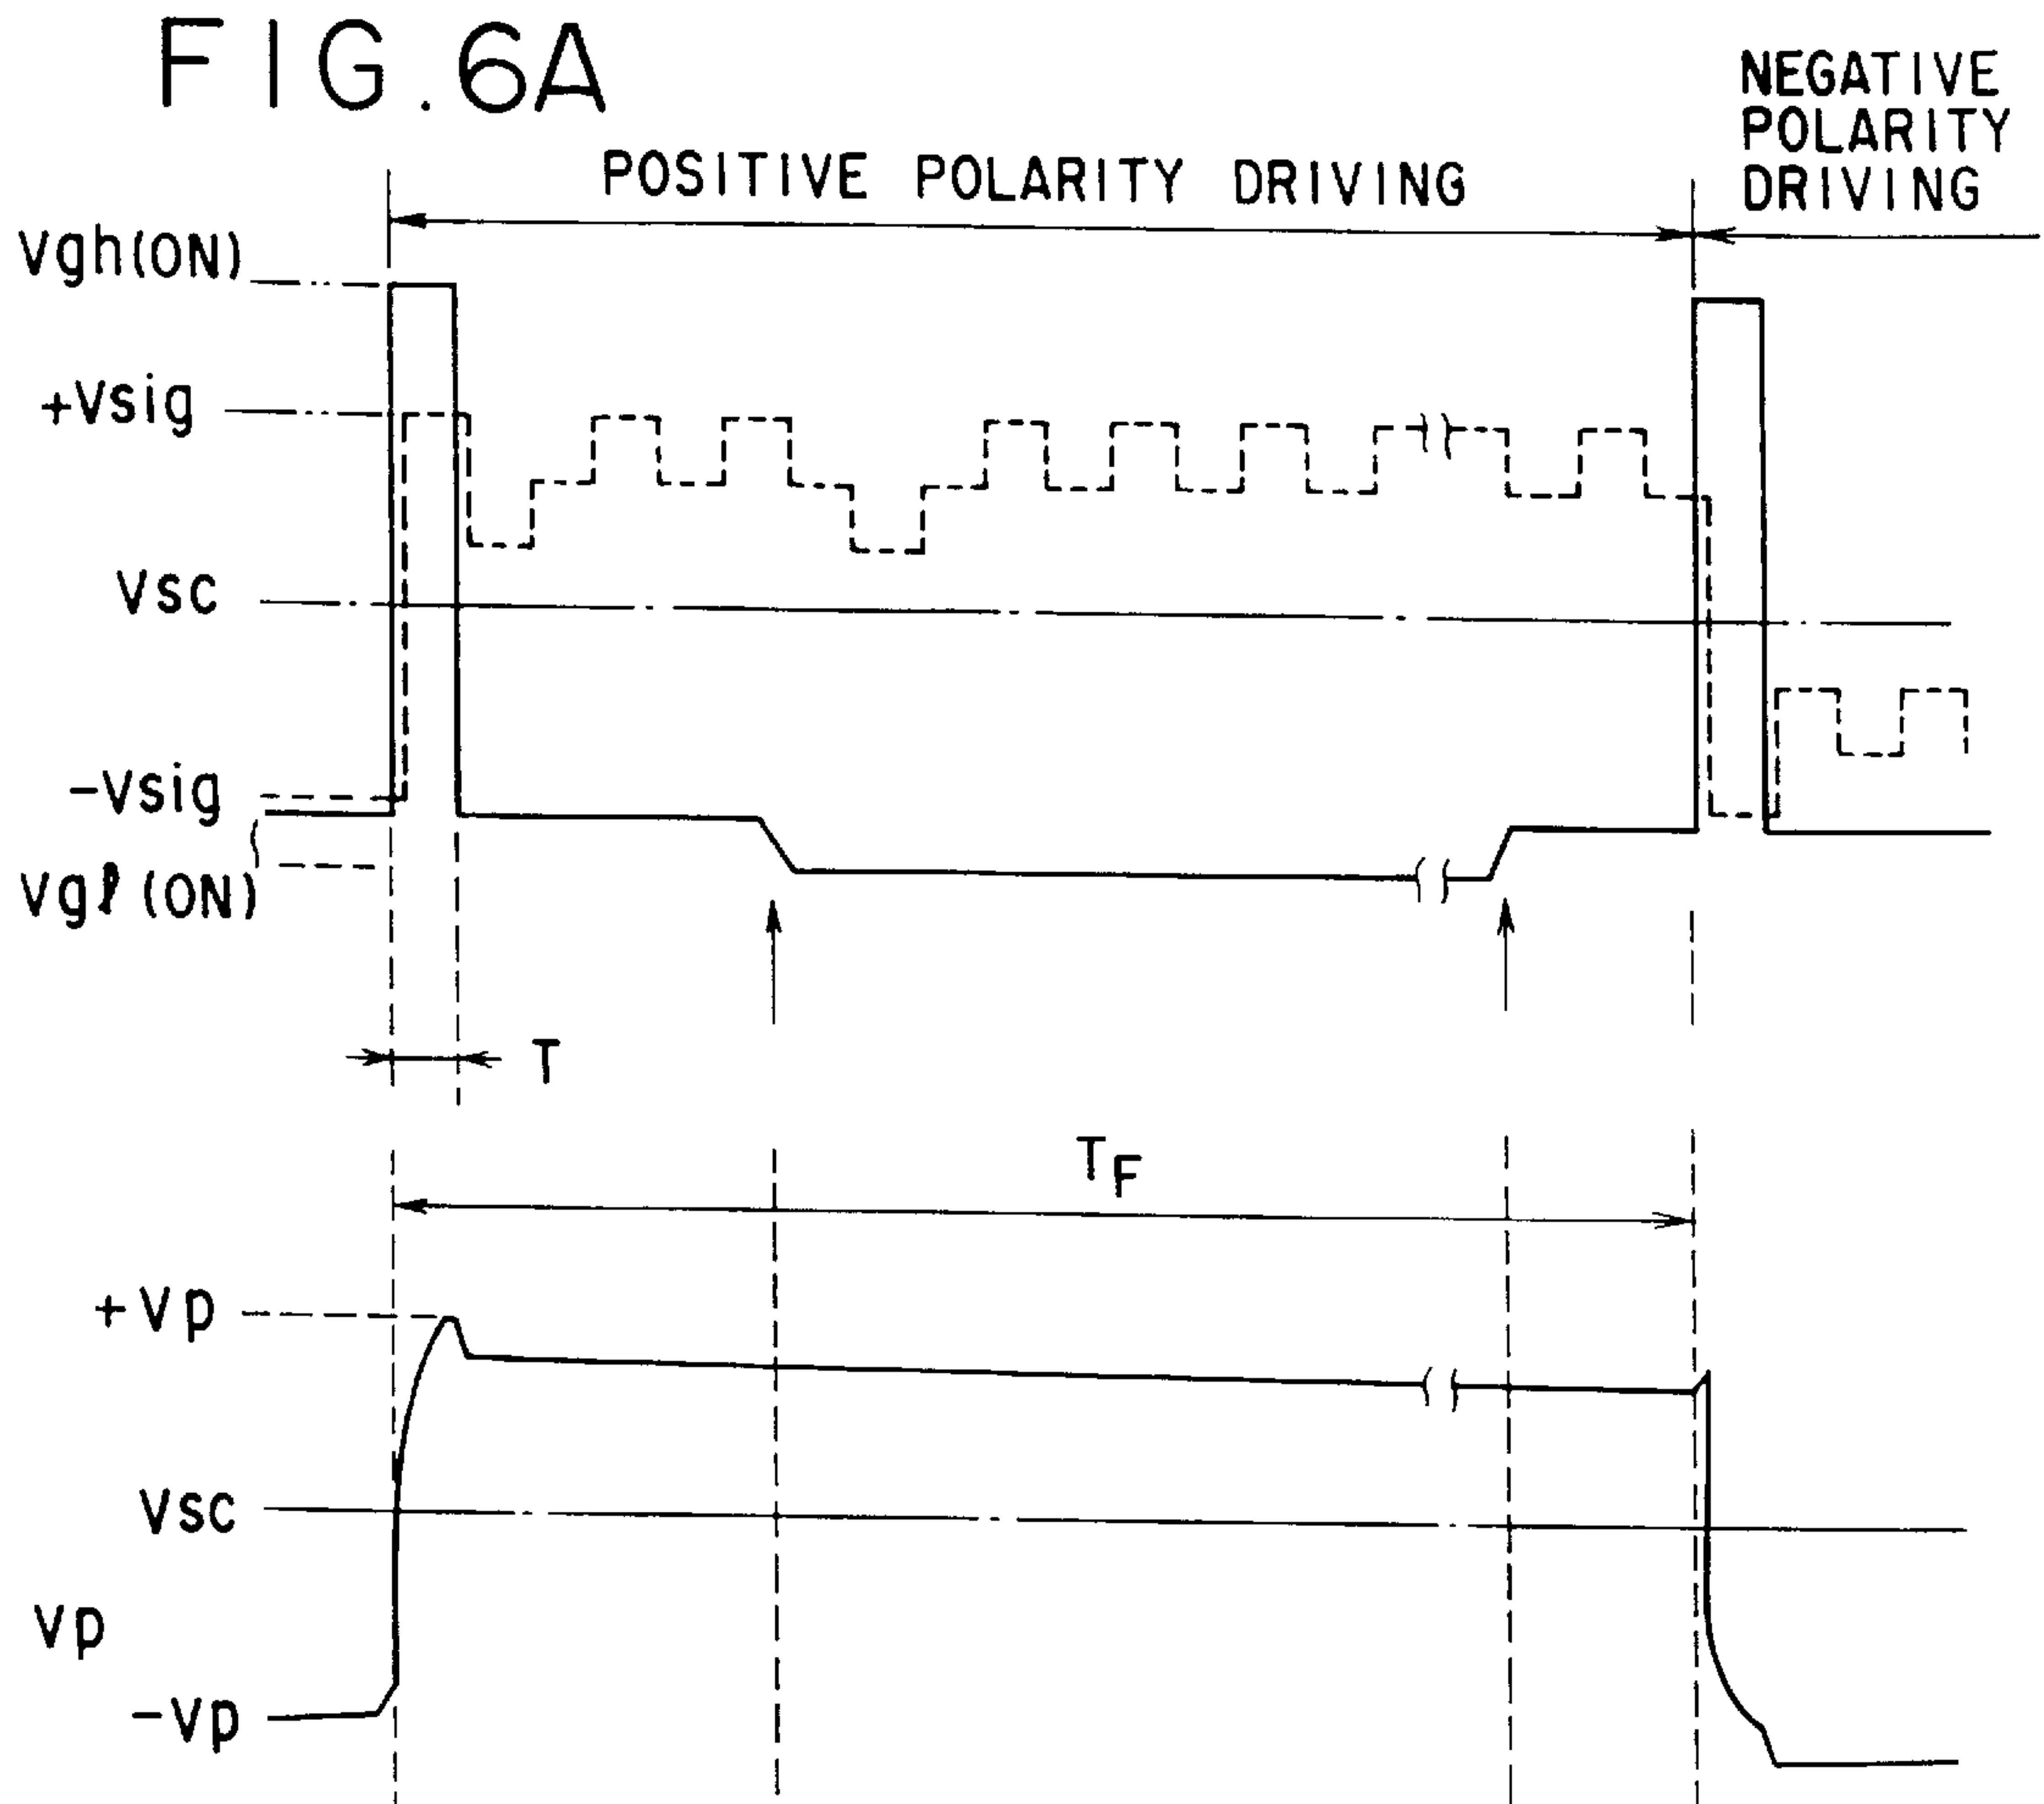 FIG.6A
NEGATIVE
POLARITY
DRIVING
POSITIVE POLARITY DRIVING
Vgh(ON)
+Vsig
Vsc
-Vsig
Vgl(ON)
T
TF
+Vp
Vsc
Vp
-Vp